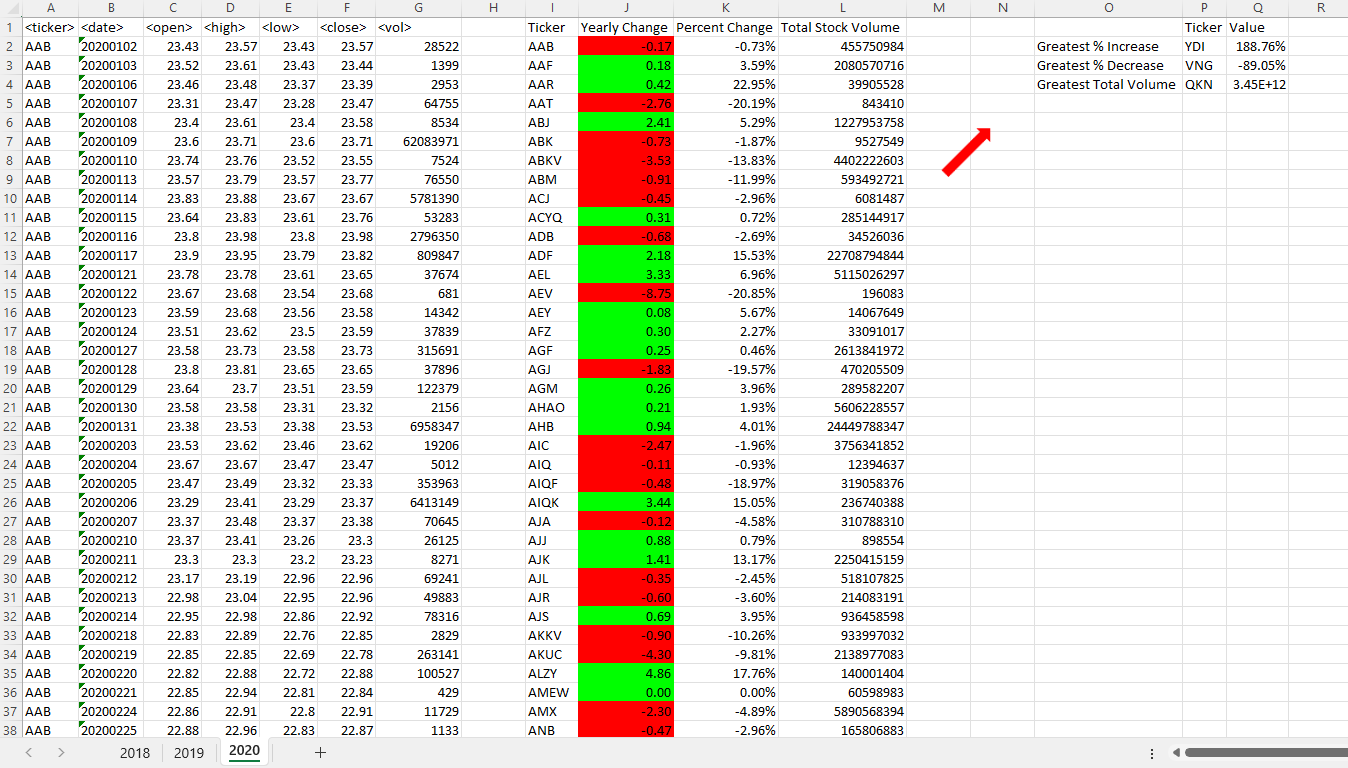 A B C D E F G H I J K L M N O P Q R
1 <ticker> <date> <open> <high> <low> <close> <vol> Ticker Yearly Change Percent Change Total Stock Volume Ticker Value
2 AAB 20200102 23.43 23.57 23.43 23.57 28522 AAB -0.17 -0.73% 455750984 Greatest % Increase YDI 188.76%
3 AAB 20200103 23.52 23.61 23.43 23.44 1399 AAF 0.18 3.59% 2080570716 Greatest % Decrease VNG -89.05%
4 AAB 20200106 23.46 23.48 23.37 23.39 2953 AAR 0.42 22.95% 39905528 Greatest Total Volume QKN 3.45E+12
5 AAB 20200107 23.31 23.47 23.28 23.47 64755 AAT -2.76 -20.19% 843410
6 AAB 20200108 23.4 23.61 23.4 23.58 8534 ABJ 2.41 5.29% 1227953758
7 AAB 20200109 23.6 23.71 23.6 23.71 62083971 ABK -0.73 -1.87% 9527549
8 AAB 20200110 23.74 23.76 23.52 23.55 7524 ABKV -3.53 -13.83% 4402222603
9 AAB 20200113 23.57 23.79 23.57 23.77 76550 ABM -0.91 -11.99% 593492721
10 AAB 20200114 23.83 23.88 23.67 23.67 5781390 ACJ -0.45 -2.96% 6081487
11 AAB 20200115 23.64 23.83 23.61 23.76 53283 ACYQ 0.31 0.72% 285144917
12 AAB 20200116 23.8 23.98 23.8 23.98 2796350 ADB -0.68 -2.69% 34526036
13 AAB 20200117 23.9 23.95 23.79 23.82 809847 ADF 2.18 15.53% 22708794844
14 AAB 20200121 23.78 23.78 23.61 23.65 37674 AEL 3.33 6.96% 5115026297
15 AAB 20200122 23.67 23.68 23.54 23.68 681 AEV -8.75 -20.85% 196083
16 AAB 20200123 23.59 23.68 23.56 23.58 14342 AEY 0.08 5.67% 14067649
17 AAB 20200124 23.51 23.62 23.5 23.59 37839 AFZ 0.30 2.27% 33091017
18 AAB 20200127 23.58 23.73 23.58 23.73 315691 AGF 0.25 0.46% 2613841972
19 AAB 20200128 23.8 23.81 23.65 23.65 37896 AGJ -1.83 -19.57% 470205509
20 AAB 20200129 23.64 23.7 23.51 23.59 122379 AGM 0.26 3.96% 289582207
21 AAB 20200130 23.58 23.58 23.31 23.32 2156 AHAO 0.21 1.93% 5606228557
22 AAB 20200131 23.38 23.53 23.38 23.53 6958347 AHB 0.94 4.01% 24449788347
23 AAB 20200203 23.53 23.62 23.46 23.62 19206 AIC -2.47 -1.96% 3756341852
24 AAB 20200204 23.67 23.67 23.47 23.47 5012 AIQ -0.11 -0.93% 12394637
25 AAB 20200205 23.47 23.49 23.32 23.33 353963 AIQF -0.48 -18.97% 319058376
26 AAB 20200206 23.29 23.41 23.29 23.37 6413149 AIQK 3.44 15.05% 236740388
27 AAB 20200207 23.37 23.48 23.37 23.38 70645 AJA -0.12 -4.58% 310788310
28 AAB 20200210 23.37 23.41 23.26 23.3 26125 AJJ 0.88 0.79% 898554
29 AAB 20200211 23.3 23.3 23.2 23.23 8271 AJK 1.41 13.17% 2250415159
30 AAB 20200212 23.17 23.19 22.96 22.96 69241 AJL -0.35 -2.45% 518107825
31 AAB 20200213 22.98 23.04 22.95 22.96 49883 AJR -0.60 -3.60% 214083191
32 AAB 20200214 22.95 22.98 22.86 22.92 78316 AJS 0.69 3.95% 936458598
33 AAB 20200218 22.83 22.89 22.76 22.85 2829 AKKV -0.90 -10.26% 933997032
34 AAB 20200219 22.85 22.85 22.69 22.78 263141 AKUC -4.30 -9.81% 2138977083
35 AAB 20200220 22.82 22.88 22.72 22.88 100527 ALZY 4.86 17.76% 140001404
36 AAB 20200221 22.85 22.94 22.81 22.84 429 AMEW 0.00 0.00% 60598983
37 AAB 20200224 22.86 22.91 22.8 22.91 11729 AMX -2.30 -4.89% 5890568394
38 AAB 20200225 22.88 22.96 22.83 22.87 1133 ANB -0.47 -2.96% 165806883
2018 2019 2020 +